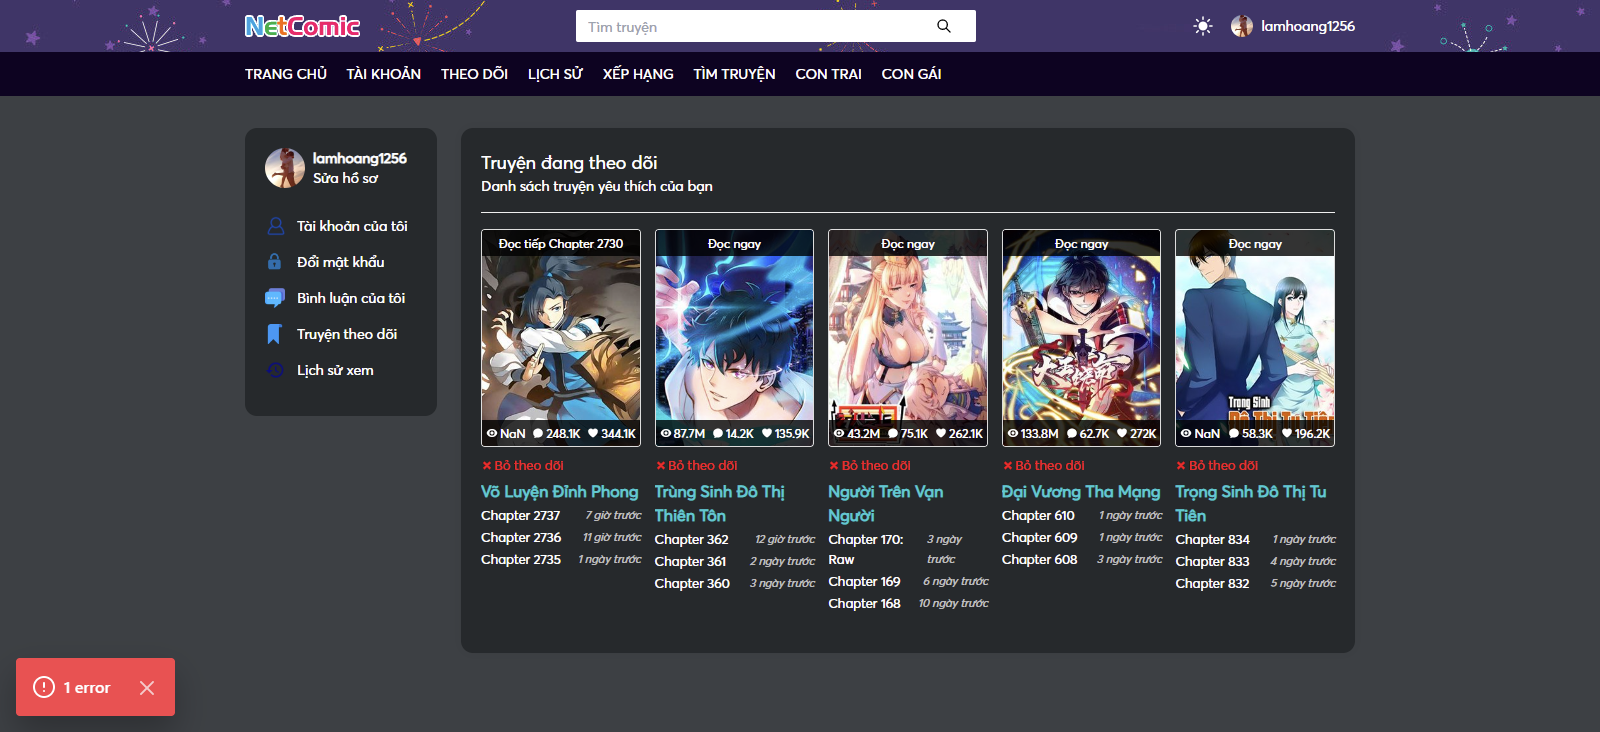 NetComic
Tìm truyện
lamhoang1256
TRANG CHỦ TÀI KHOẢN THEO DÕI LỊCH SỬ XẾP HẠNG TÌM TRUYỆN CON TRAI CON GÁI
lamhoang1256
Sửa hồ sơ
Tài khoản của tôi
Đổi mật khẩu
Bình luận của tôi
Truyện theo dõi
Lịch sử xem
Truyện đang theo dõi
Danh sách truyện yêu thích của bạn
Đọc tiếp Chapter 2730
NaN 248.1K 344.1K
Bỏ theo dõi
Võ Luyện Đỉnh Phong
Chapter 2737 7 giờ trước
Chapter 2736 11 giờ trước
Chapter 2735 1 ngày trước
Đọc ngay
87.7M 14.2K 135.9K
Bỏ theo dõi
Trùng Sinh Đô Thị
Thiên Tôn
Chapter 362 12 giờ trước
Chapter 361 2 ngày trước
Chapter 360 3 ngày trước
Đọc ngay
43.2M 75.1K 262.1K
Bỏ theo dõi
Người Trên Vạn
Người
Chapter 170: 3 ngày
Raw trước
Chapter 169 6 ngày trước
Chapter 168 10 ngày trước
Đọc ngay
133.8M 62.7K 272K
Bỏ theo dõi
Đại Vương Tha Mạng
Chapter 610 1 ngày trước
Chapter 609 1 ngày trước
Chapter 608 3 ngày trước
Đọc ngay
Trọng Sinh
Đô Thị Tu Tiên
NaN 58.3K 196.2K
Bỏ theo dõi
Trọng Sinh Đô Thị Tu
Tiên
Chapter 834 1 ngày trước
Chapter 833 4 ngày trước
Chapter 832 5 ngày trước
1 error